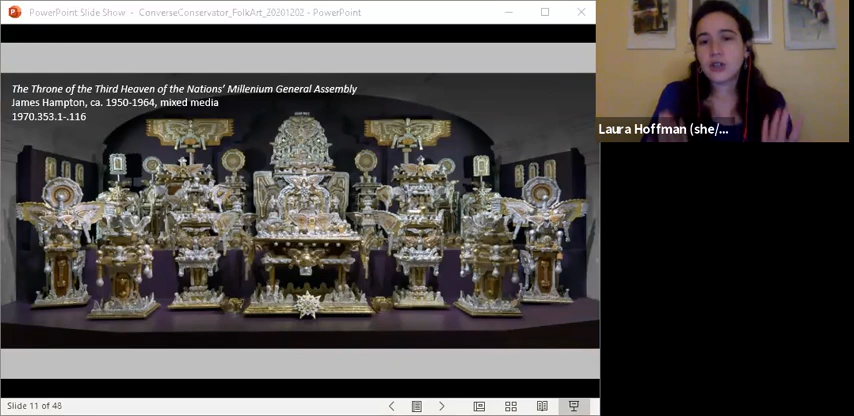 PowerPoint Slide Show - ConverseConservator_FolkArt_20201202 - PowerPoint
The Throne of the Third Heaven of the Nations' Millenium General Assembly
James Hampton, ca. 1950-1964, mixed media
1970.353.1-.116
Laura Hoffman (she/...
Slide 11 of 48